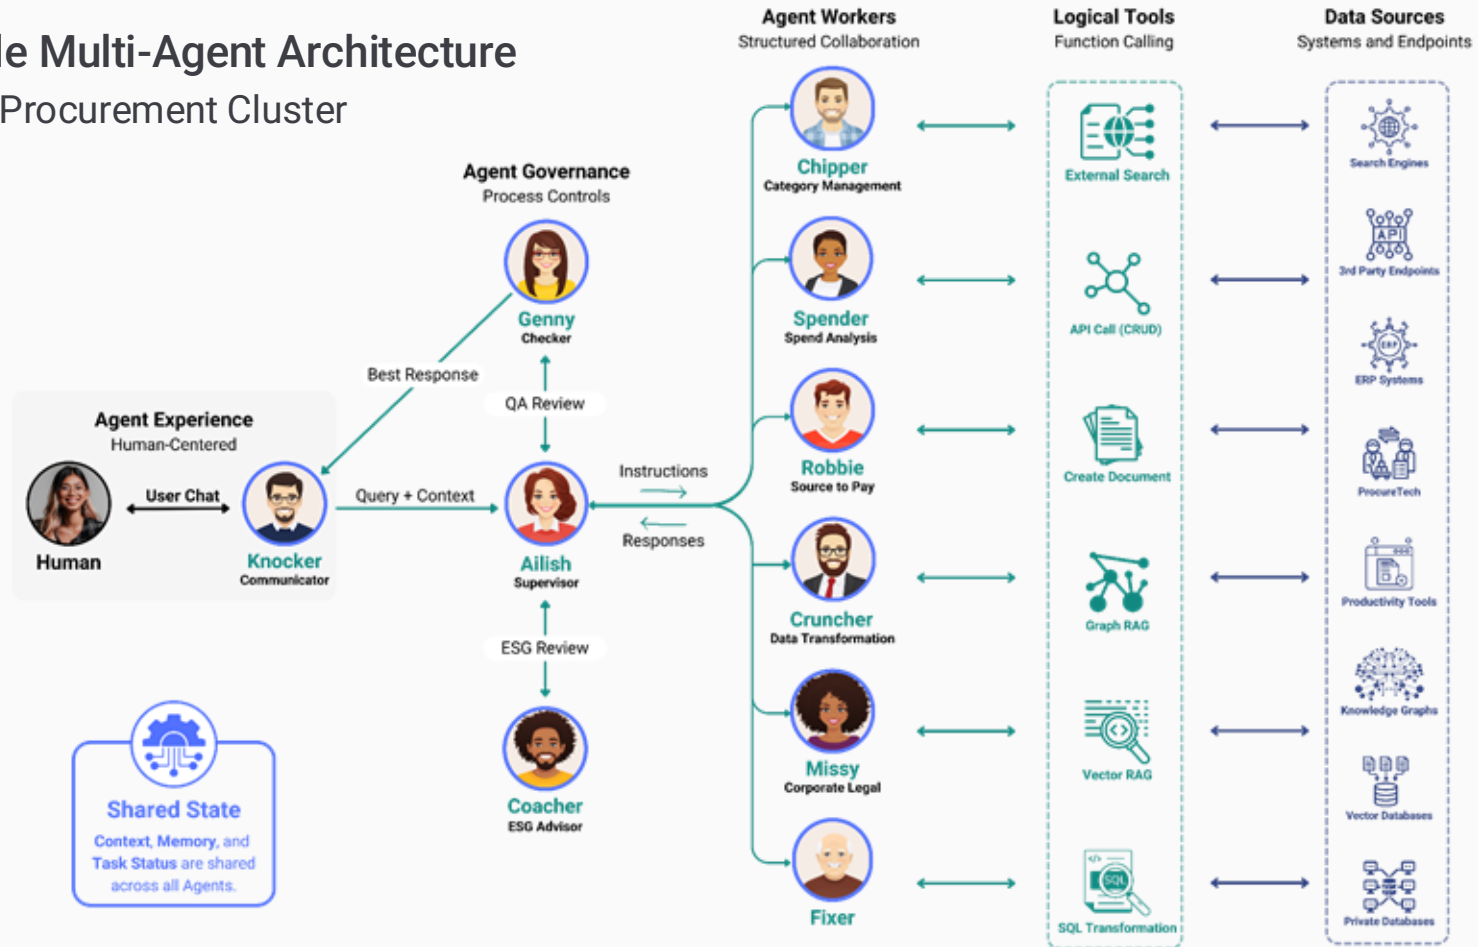 le Multi-Agent Architecture
Procurement Cluster
Agent Experience
Human-Centered
Human
User Chat
Knocker
Communicator
Query + Context
Best Response
Agent Governance
Process Controls
Genny
Checker
QA Review
Ailish
Supervisor
ESG Review
Coacher
ESG Advisor
Instructions
Responses
Shared State
Context, Memory, and
Task Status are shared
across all Agents.
Agent Workers
Structured Collaboration
Chipper
Category Management
Spender
Spend Analysis
Robbie
Source to Pay
Cruncher
Data Transformation
Missy
Corporate Legal
Fixer
Logical Tools
Function Calling
External Search
API Call (CRUD)
Create Document
Graph RAG
Vector RAG
</>
SQL
SQL Transformation
Data Sources
Systems and Endpoints
Search Engines
API
3rd Party Endpoints
ERP
ERP Systems
ProcureTech
Productivity Tools
Knowledge Graphs
Vector Databases
Private Databases